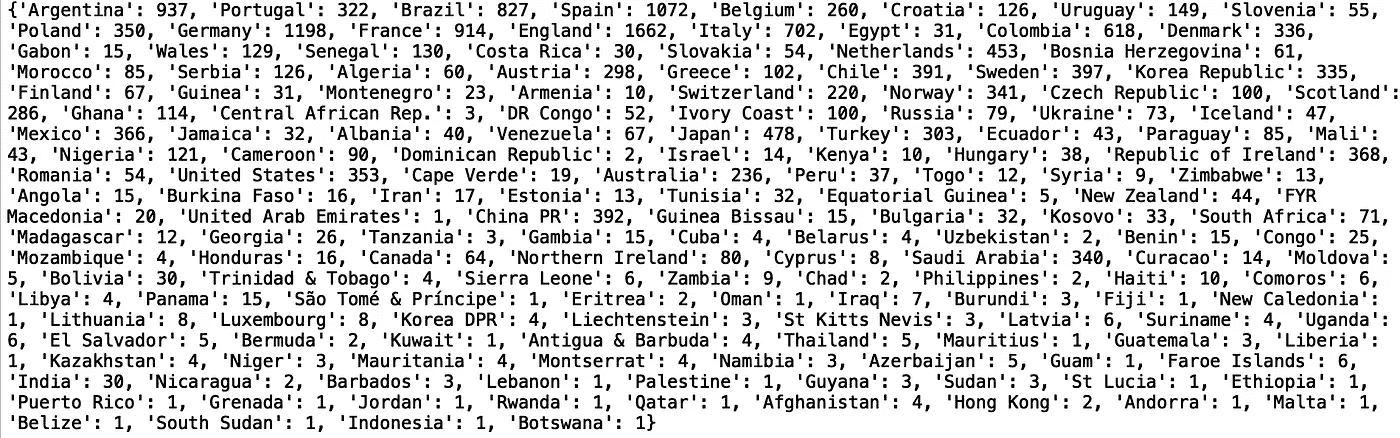 {'Argentina': 937, 'Portugal': 322, 'Brazil': 827, 'Spain': 1072, 'Belgium': 260, 'Croatia': 126, 'Uruguay': 149, 'Slovenia': 55,
'Poland': 350, 'Germany': 1198, 'France': 914, 'England': 1662, 'Italy': 702, 'Egypt': 31, 'Colombia': 618, 'Denmark': 336,
'Gabon': 15, 'Wales': 129, 'Senegal': 130, 'Costa Rica': 30, 'Slovakia': 54, 'Netherlands': 453, 'Bosnia Herzegovina': 61,
'Morocco': 85, 'Serbia': 126, 'Algeria': 60, 'Austria': 298, 'Greece': 102, 'Chile': 391, 'Sweden': 397, 'Korea Republic': 335,
'Finland': 67, 'Guinea': 31, 'Montenegro': 23, 'Armenia': 10, 'Switzerland': 220, 'Norway': 341, 'Czech Republic': 100, 'Scotland':
286, 'Ghana': 114, 'Central African Rep.': 3, 'DR Congo': 52, 'Ivory Coast': 100, 'Russia': 79, 'Ukraine': 73, 'Iceland': 47,
'Mexico': 366, 'Jamaica': 32, 'Albania': 40, 'Venezuela': 67, 'Japan': 478, 'Turkey': 303, 'Ecuador': 43, 'Paraguay': 85, 'Mali':
43, 'Nigeria': 121, 'Cameroon': 90, 'Dominican Republic': 2, 'Israel': 14, 'Kenya': 10, 'Hungary': 38, 'Republic of Ireland': 368,
'Romania': 54, 'United States': 353, 'Cape Verde': 19, 'Australia': 236, 'Peru': 37, 'Togo': 12, 'Syria': 9, 'Zimbabwe': 13,
'Angola': 15, 'Burkina Faso': 16, 'Iran': 17, 'Estonia': 13, 'Tunisia': 32, 'Equatorial Guinea': 5, 'New Zealand': 44, 'FYR
Macedonia': 20, 'United Arab Emirates': 1, 'China PR': 392, 'Guinea Bissau': 15, 'Bulgaria': 32, 'Kosovo': 33, 'South Africa': 71,
'Madagascar': 12, 'Georgia': 26, 'Tanzania': 3, 'Gambia': 15, 'Cuba': 4, 'Belarus': 4, 'Uzbekistan': 2, 'Benin': 15, 'Congo': 25,
'Mozambique': 4, 'Honduras': 16, 'Canada': 64, 'Northern Ireland': 80, 'Cyprus': 8, 'Saudi Arabia': 340, 'Curacao': 14, 'Moldova':
5, 'Bolivia': 30, 'Trinidad & Tobago': 4, 'Sierra Leone': 6, 'Zambia': 9, 'Chad': 2, 'Philippines': 2, 'Haiti': 10, 'Comoros': 6,
'Libya': 4, 'Panama': 15, 'São Tomé & Príncipe': 1, 'Eritrea': 2, 'Oman': 1, 'Iraq': 7, 'Burundi': 3, 'Fiji': 1, 'New Caledonia':
1, 'Lithuania': 8, 'Luxembourg': 8, 'Korea DPR': 4, 'Liechtenstein': 3, 'St Kitts Nevis': 3, 'Latvia': 6, 'Suriname': 4, 'Uganda':
6, 'El Salvador': 5, 'Bermuda': 2, 'Kuwait': 1, 'Antigua & Barbuda': 4, 'Thailand': 5, 'Mauritius': 1, 'Guatemala': 3, 'Liberia':
1, 'Kazakhstan': 4, 'Niger': 3, 'Mauritania': 4, 'Montserrat': 4, 'Namibia': 3, 'Azerbaijan': 5, 'Guam': 1, 'Faroe Islands': 6,
'India': 30, 'Nicaragua': 2, 'Barbados': 3, 'Lebanon': 1, 'Palestine': 1, 'Guyana': 3, 'Sudan': 3, 'St Lucia': 1, 'Ethiopia': 1,
'Puerto Rico': 1, 'Grenada': 1, 'Jordan': 1, 'Rwanda': 1, 'Qatar': 1, 'Afghanistan': 4, 'Hong Kong': 2, 'Andorra': 1, 'Malta': 1,
'Belize': 1, 'South Sudan': 1, 'Indonesia': 1, 'Botswana': 1}